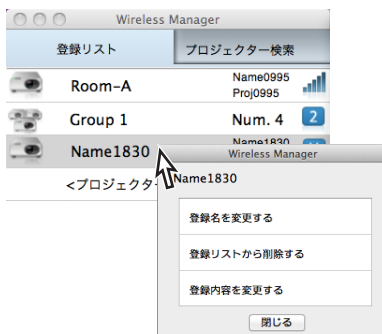 Wireless Manager
登録リスト プロジェクター検索
Room-A Name0995
Proj0995
Group 1 Num. 4 2
Name1830 Name1830
<プロジェクター
Wireless Manager
Name1830
登録名を変更する
登録リストから削除する
登録内容を変更する
閉じる